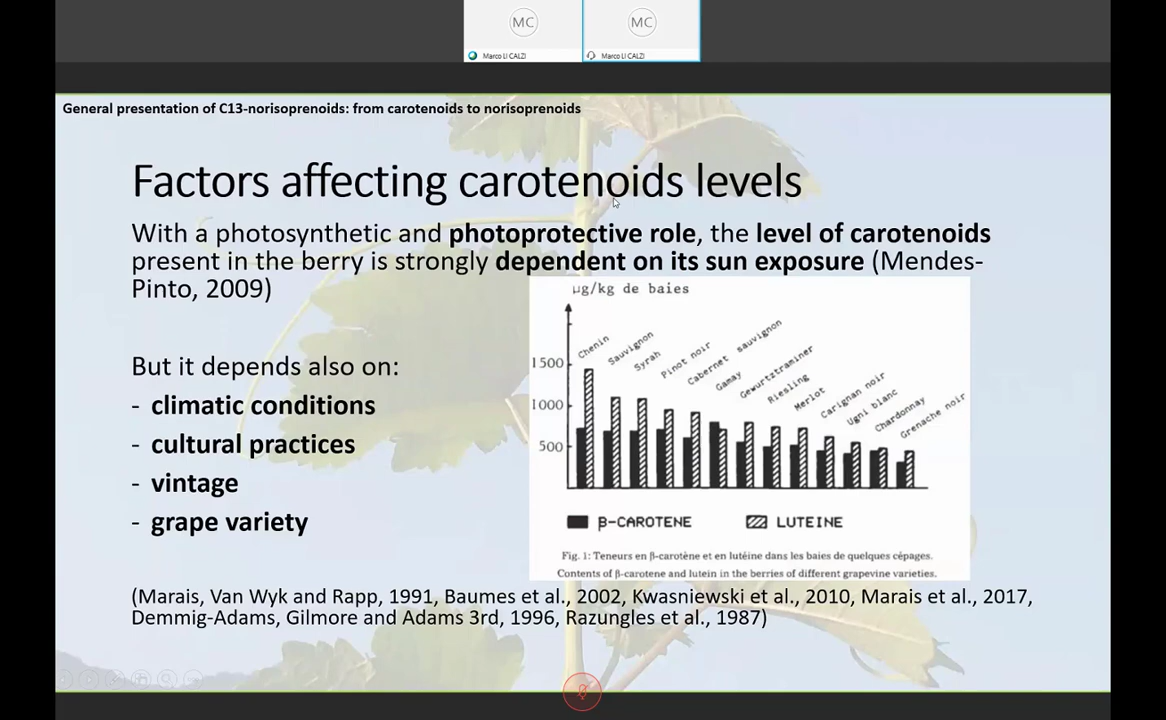 MC
MC
Marco LI CALZI
Marco LI CALZI
General presentation of C13-norisoprenoids: from carotenoids to norisoprenoids
Factors affecting carotenoids levels
With a photosynthetic and photoprotective role, the level of carotenoids
present in the berry is strongly dependent on its sun exposure (Mendes-
Pinto, 2009)
But it depends also on:
- climatic conditions
- cultural practices
- vintage
- grape variety
µg/kg de baies
1500
1000
500
Chenin
Sauvignon
Syrah
Pinot noir
Cabernet sauvignon
Gamay
Gewurtztraminer
Riesling
Merlot
Carignan noir
Ugni blanc
Chardonnay
Grenache noir
β-CAROTENE
LUTEINE
Fig. 1: Teneurs en β-carotène et en lutéine dans les baies de quelques cépages.
Contents of β-carotene and lutein in the berries of different grapevine varieties.
(Marais, Van Wyk and Rapp, 1991, Baumes et al., 2002, Kwasniewski et al., 2010, Marais et al., 2017,
Demmig-Adams, Gilmore and Adams 3rd, 1996, Razungles et al., 1987)